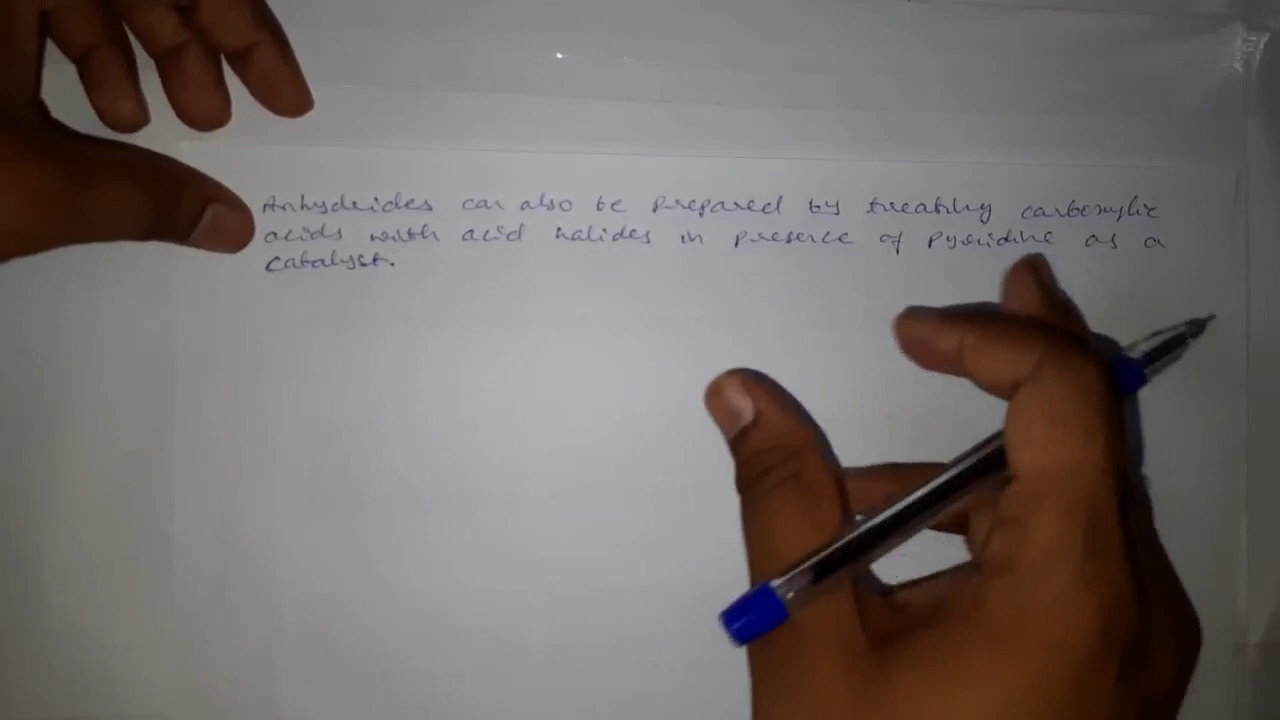 Anhydrides can also be prepared by treating carboxylic
acids with acid halides in presence of pyridine as a
catalyst.